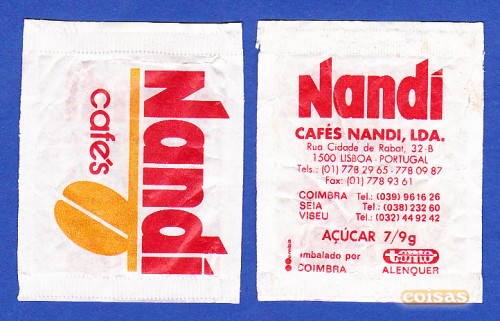 Nandi
cafés
Nandi
CAFÉS NANDI, LDA.
Rua Cidade de Rabat, 32-B
1500 LISBOA - PORTUGAL
Tels.: (01) 778 29 65 - 778 09 87
Fax: (01) 778 93 61
COIMBRA Tel.: (039) 96 16 26
SEIA Tel.: (038) 232 60
VISEU Tel.: (032) 44 92 42
AÇÚCAR 7/9g
Embalado por
COIMBRA ALENQUER
coisas